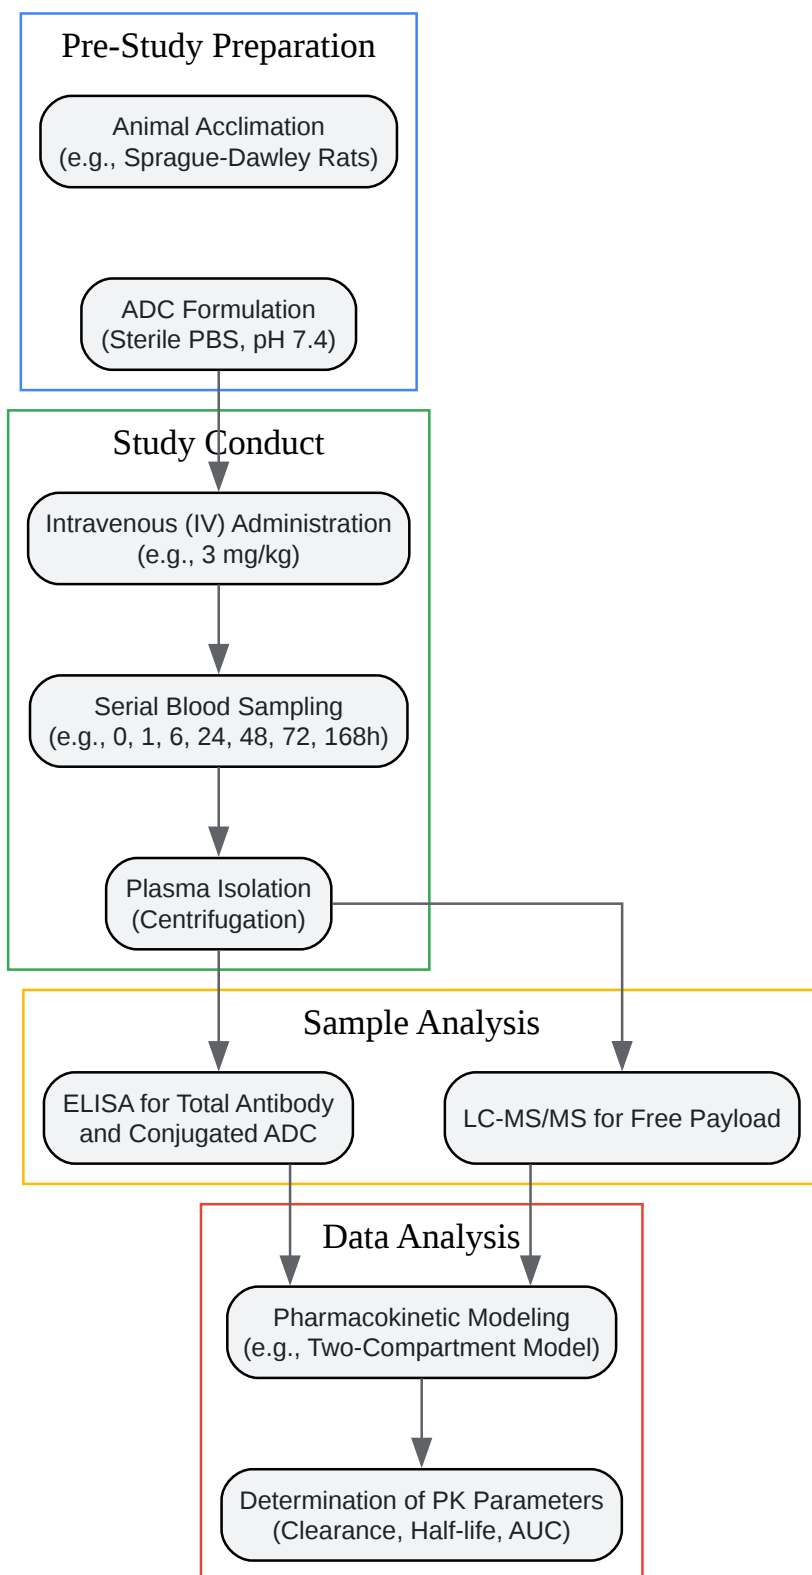 Pre-Study Preparation
Animal Acclimation
(e.g., Sprague-Dawley Rats)
ADC Formulation
(Sterile PBS, pH 7.4)
Study Conduct
Intravenous (IV) Administration
(e.g., 3 mg/kg)
Serial Blood Sampling
(e.g., 0, 1, 6, 24, 48, 72, 168h)
Plasma Isolation
(Centrifugation)
Sample Analysis
ELISA for Total Antibody
and Conjugated ADC
LC-MS/MS for Free Payload
Data Analysis
Pharmacokinetic Modeling
(e.g., Two-Compartment Model)
Determination of PK Parameters
(Clearance, Half-life, AUC)